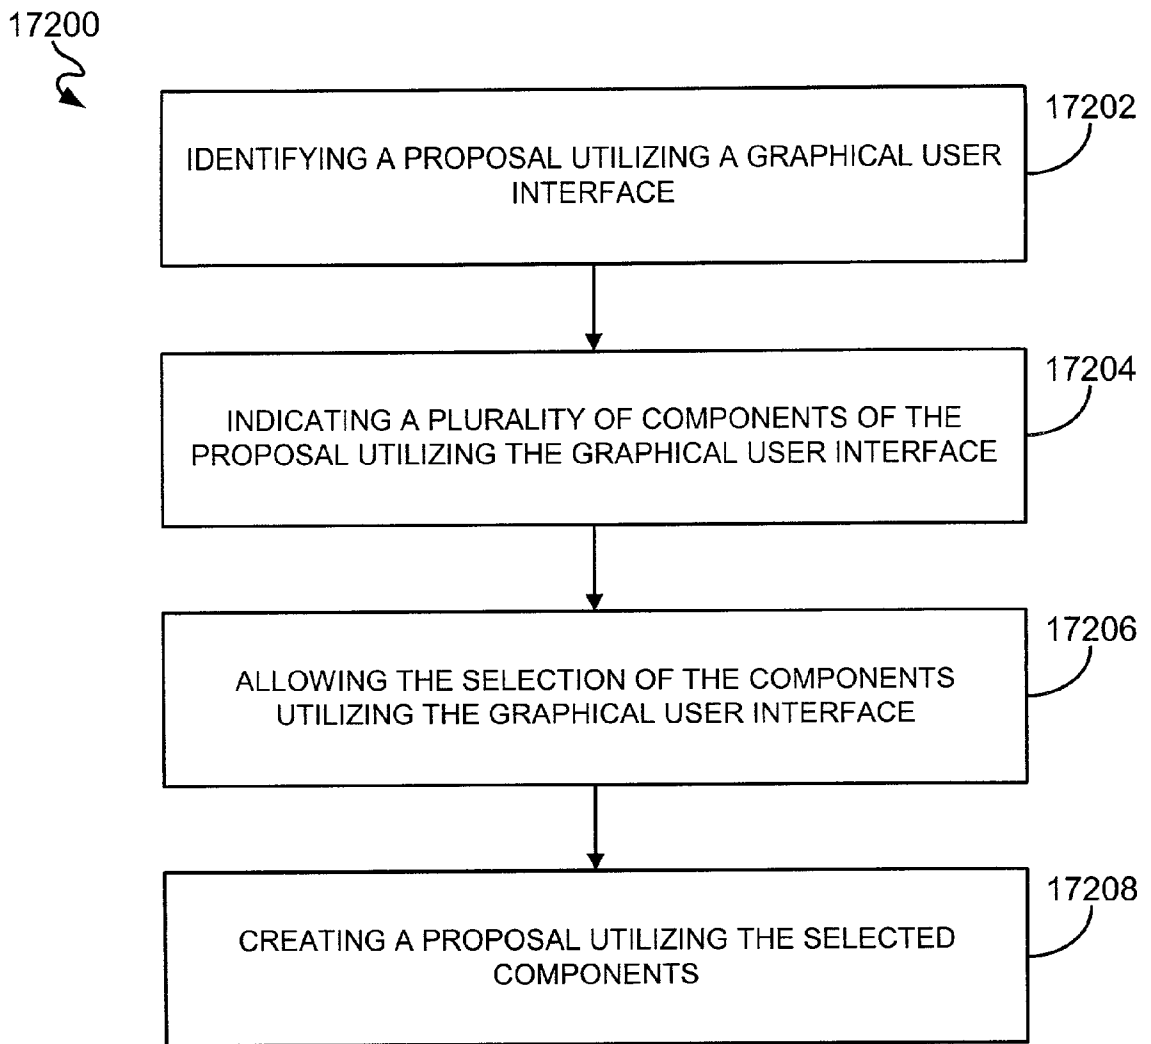 17200
17202
IDENTIFYING A PROPOSAL UTILIZING A GRAPHICAL USER
INTERFACE
17204
INDICATING A PLURALITY OF COMPONENTS OF THE
PROPOSAL UTILIZING THE GRAPHICAL USER INTERFACE
17206
ALLOWING THE SELECTION OF THE COMPONENTS
UTILIZING THE GRAPHICAL USER INTERFACE
17208
CREATING A PROPOSAL UTILIZING THE SELECTED
COMPONENTS